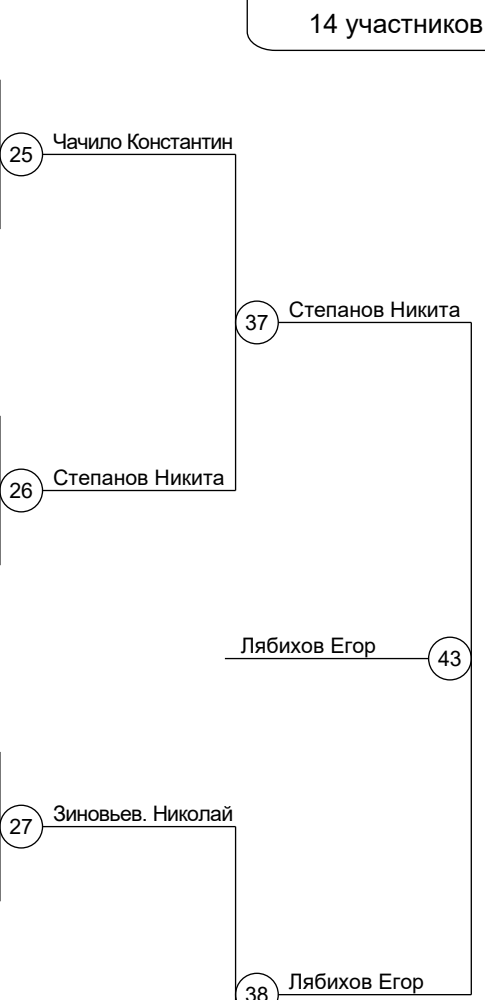 14 участников
Чачило Константин
25
Степанов Никита
37
Степанов Никита
26
Лябихов Егор
43
Зиновьев. Николай
27
Лябихов Егор
38